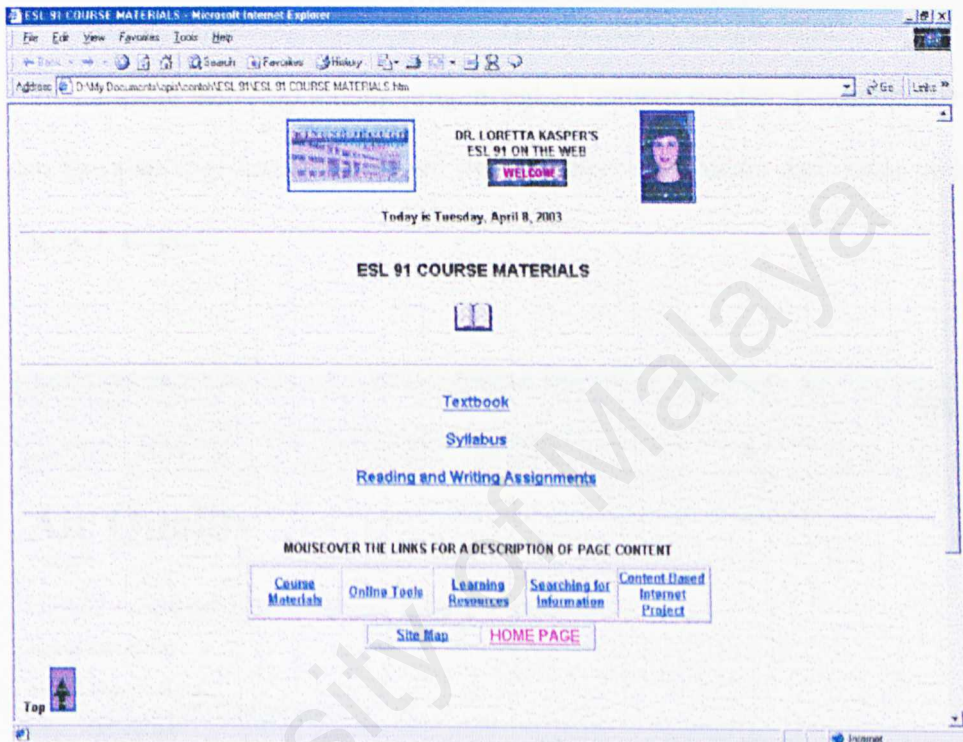 ESL 91 COURSE MATERIALS - Microsoft Internet Explorer
File Edit View Favorites Tools Help
Back Search Favorites History
Address D:\My Documents\ ESL 91\ESL 91 COURSE MATERIALS.htm Go Links »
DR. LORETTA KASPER'S
ESL 91 ON THE WEB
WELCOME
Today is Tuesday, April 8, 2003
ESL 91 COURSE MATERIALS
Textbook
Syllabus
Reading and Writing Assignments
MOUSEOVER THE LINKS FOR A DESCRIPTION OF PAGE CONTENT
Course Materials
Online Tools
Learning Resources
Searching for Information
Content Based Internet Project
Site Map
HOME PAGE
Top
Internet
University of Malaya